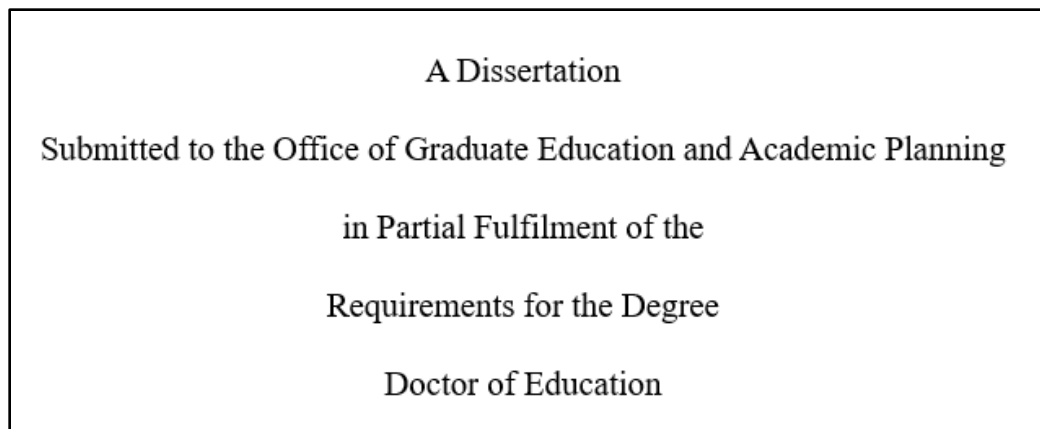 A Dissertation
Submitted to the Office of Graduate Education and Academic Planning
in Partial Fulfilment of the
Requirements for the Degree
Doctor of Education